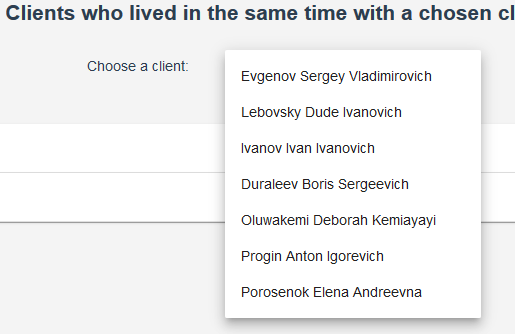 Clients who lived in the same time with a chosen cl
Choose a client:
Evgenov Sergey Vladimirovich
Lebovsky Dude Ivanovich
Ivanov Ivan Ivanovich
Duraleev Boris Sergeevich
Oluwakemi Deborah Kemiayayi
Progin Anton Igorevich
Porosenok Elena Andreevna